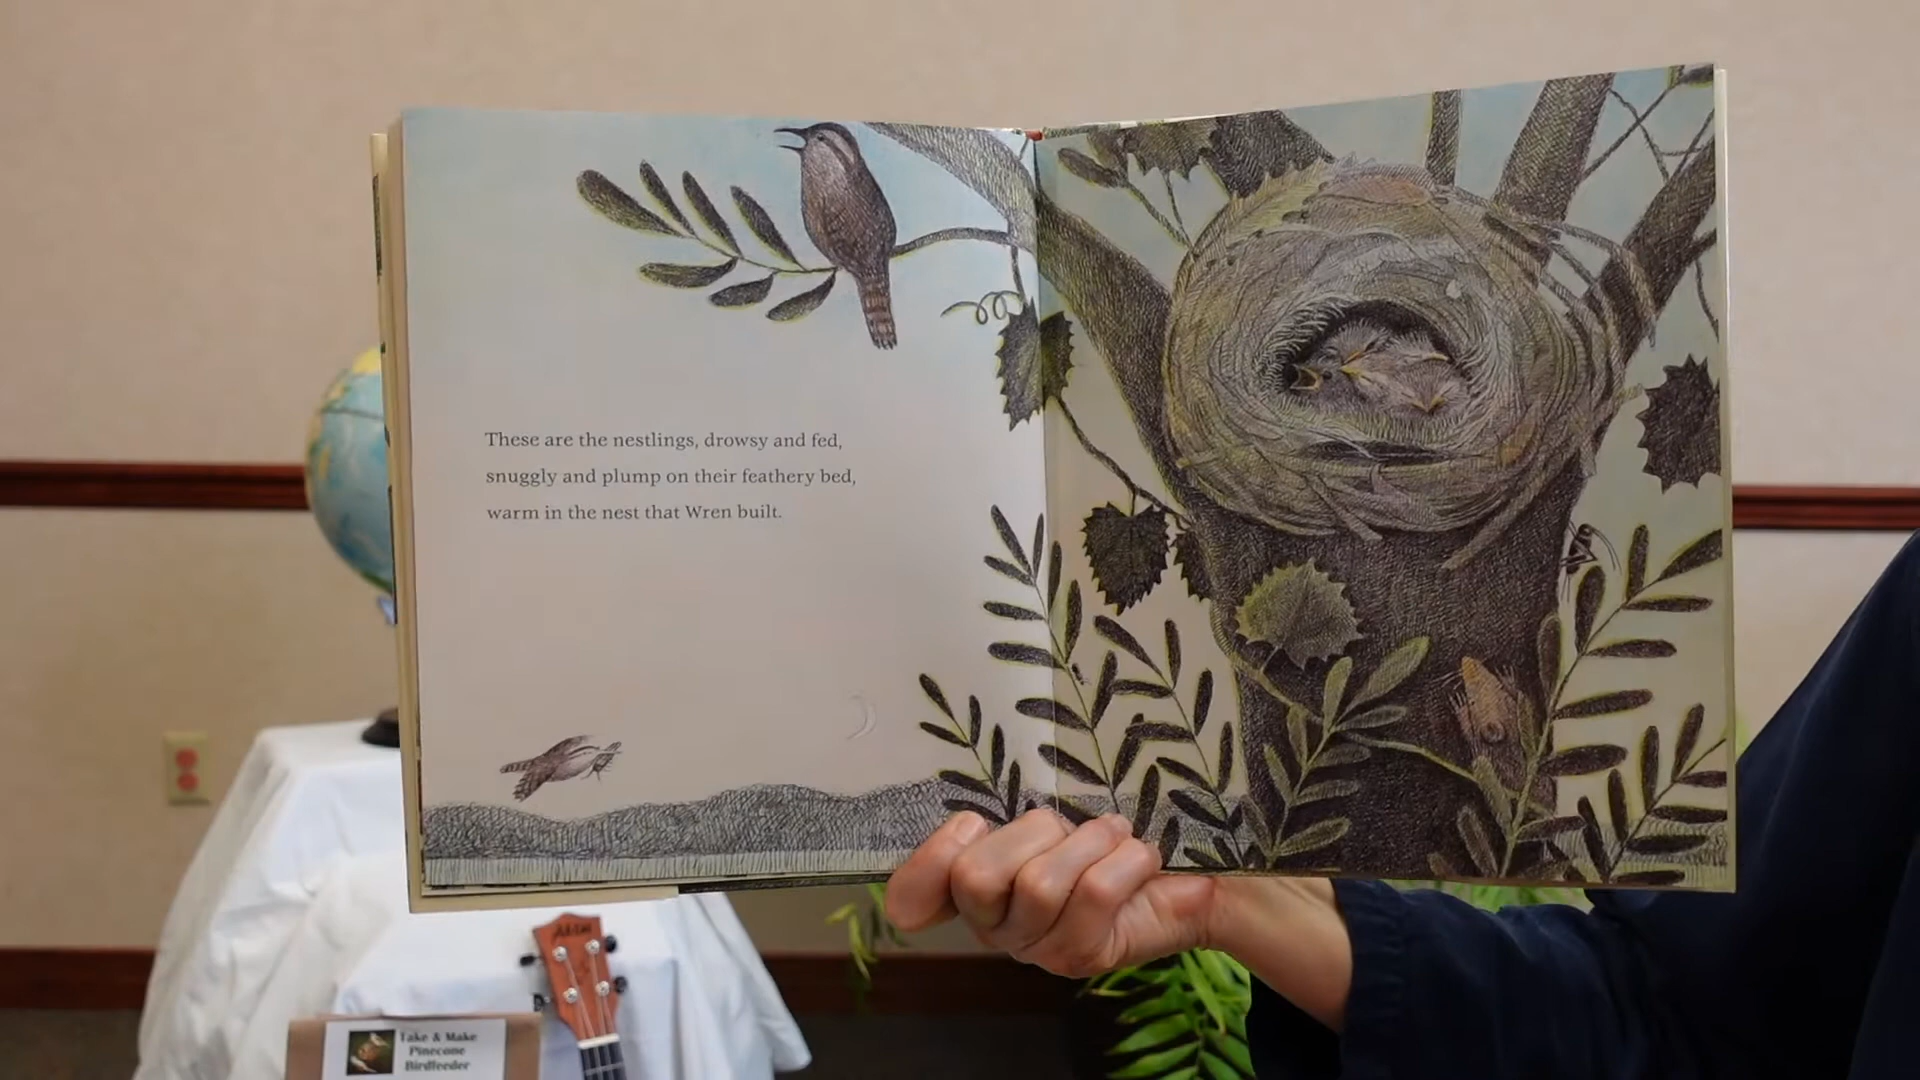 These are the nestlings, drowsy and fed,
snuggly and plump on their feathery bed,
warm in the nest that Wren built.
Take & Make
Pinecone
Birdfeeder